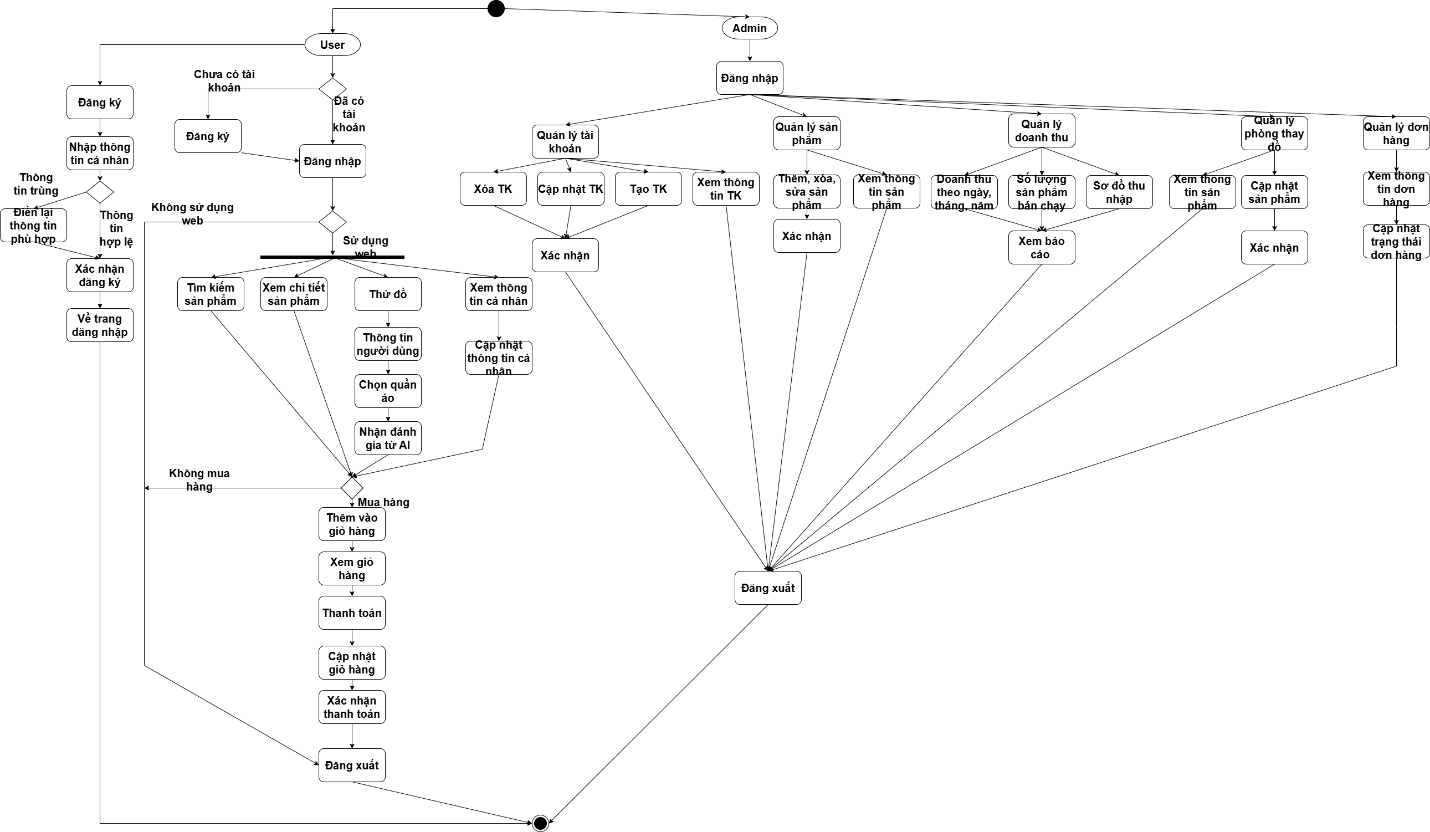 User
Admin
Chưa có tài
khoản
Đã có
tài
khoản
Đăng ký
Đăng ký
Đăng nhập
Đăng nhập
Nhập thông
tin cá nhân
Thông
tin trùng
Điền lại
thông tin
phù hợp
Thông
tin
hợp lệ
Xác nhận
đăng ký
Về trang
đăng nhập
Không sử dụng
web
Sử dụng
web
Tìm kiếm
sản phẩm
Xem chi tiết
sản phẩm
Thử đồ
Xem thông
tin cá nhân
Thông tin
người dùng
Cập nhật
thông tin cá
nhân
Chọn quần
áo
Nhận đánh
gía từ AI
Không mua
hàng
Mua hàng
Thêm vào
giỏ hàng
Xem giỏ
hàng
Thanh toán
Cập nhật
giỏ hàng
Xác nhận
thanh toán
Đăng xuất
Quản lý tài
khoản
Quản lý sản
phẩm
Quản lý
doanh thu
Quản lý
phòng thay
đồ
Quản lý đơn
hàng
Xóa TK
Cập nhật TK
Tạo TK
Xem thông
tin TK
Thêm, xóa,
sửa sản
phẩm
Xem thông
tin sản
phẩm
Doanh thu
theo ngày,
tháng, năm
Số lượng
sản phẩm
bán chạy
Sơ đồ thu
nhập
Xem thông
tin sản
phẩm
Cập nhật
sản phẩm
Xem thông
tin đơn
hàng
Xác nhận
Xác nhận
Xem báo
cáo
Xác nhận
Cập nhật
trạng thái
đơn hàng
Đăng xuất